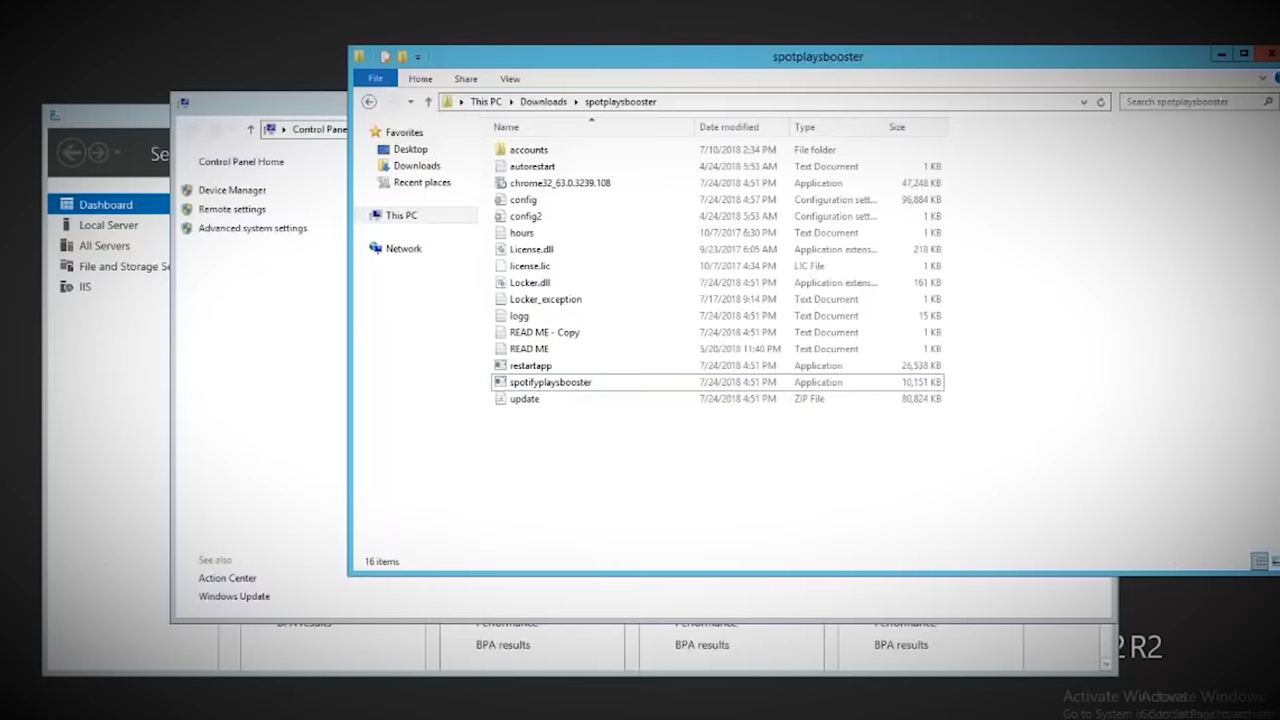 spotplaysbooster
File Home Share View
This PC Downloads spotplaysbooster
Search spotplaysbooster
Name Date modified Type Size
Favorites
Desktop
Downloads
Recent places
This PC
Network
accounts 7/10/2018 2:34 PM File folder
autorestart 4/24/2018 5:53 AM Text Document 1 KB
chrome32_63.0.3239.108 7/24/2018 4:51 PM Application 47,248 KB
config 7/24/2018 4:57 PM Configuration sett... 96,884 KB
config2 4/24/2018 5:53 AM Configuration sett... 1 KB
hours 10/7/2017 6:30 PM Text Document 1 KB
License.dll 9/23/2017 6:05 AM Application extens... 218 KB
license.lic 10/7/2017 4:34 PM LIC File 1 KB
Locker.dll 7/24/2018 4:51 PM Application extens... 161 KB
Locker_exception 7/17/2018 9:14 PM Text Document 1 KB
logg 7/24/2018 4:51 PM Text Document 15 KB
READ ME - Copy 7/24/2018 4:51 PM Text Document 1 KB
READ ME 5/20/2018 11:40 PM Text Document 1 KB
restartapp 7/24/2018 4:51 PM Application 26,538 KB
spotifyplaysbooster 7/24/2018 4:51 PM Application 10,151 KB
update 7/24/2018 4:51 PM ZIP File 80,824 KB
16 items
Control Pane
Control Panel Home
Device Manager
Remote settings
Advanced system settings
See also
Action Center
Windows Update
Se
Dashboard
Local Server
All Servers
File and Storage Se
IIS
BPA results Performance Performance Performance
BPA results BPA results BPA results
2 R2
Activate Windows